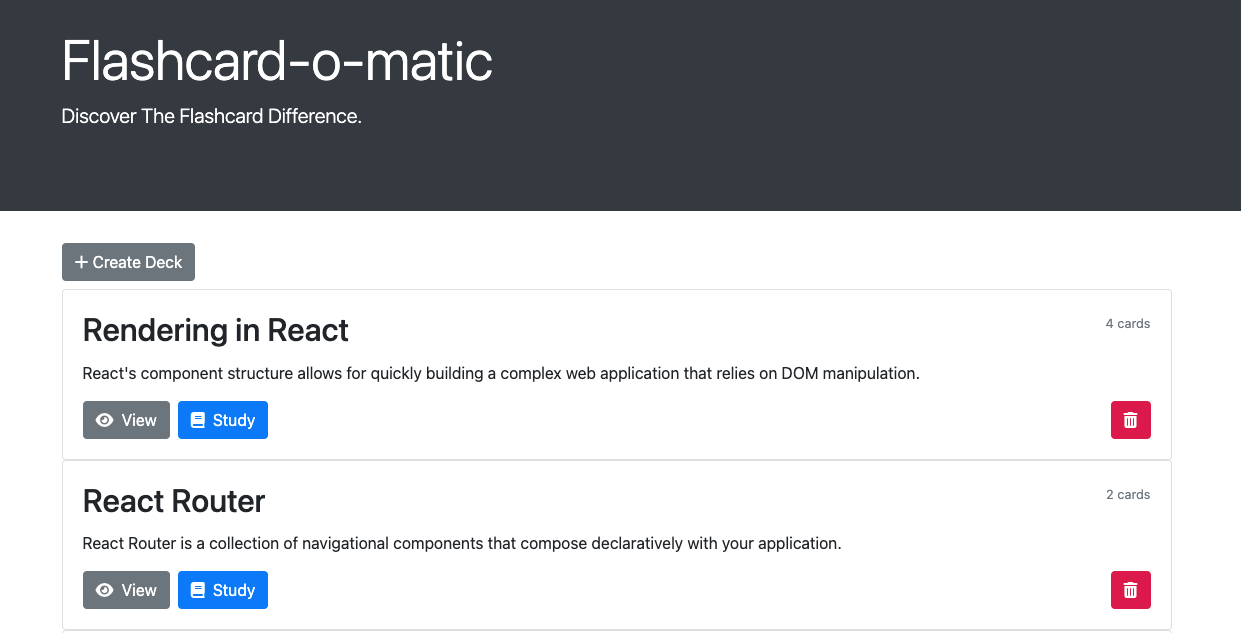 Flashcard-o-matic
Discover The Flashcard Difference.
+ Create Deck
Rendering in React
4 cards
React's component structure allows for quickly building a complex web application that relies on DOM manipulation.
View
Study
React Router
2 cards
React Router is a collection of navigational components that compose declaratively with your application.
View
Study